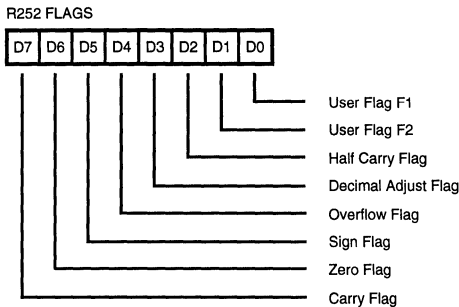 R252 FLAGS
D7 D6 D5 D4 D3 D2 D1 D0
User Flag F1
User Flag F2
Half Carry Flag
Decimal Adjust Flag
Overflow Flag
Sign Flag
Zero Flag
Carry Flag